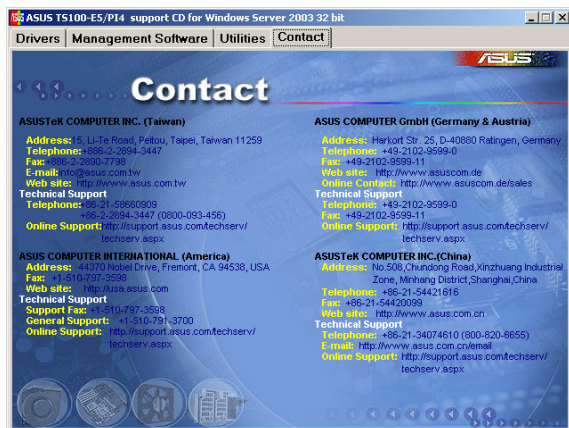 ASUS TS100-E5/PI4 support CD for Windows Server 2003 32 bit
Drivers Management Software Utilities Contact
ASUS
Contact
ASUSTeK COMPUTER INC. (Taiwan)
Address:15, Li-Te Road, Peitou, Taipei, Taiwan 11259
Telephone:+886-2-2894-3447
Fax:+886-2-2890-7798
E-mail:info@asus.com.tw
Web site: http://www.asus.com.tw
Technical Support
Telephone:+86-21-58660909
+86-2-2894-3447 (0800-093-456)
Online Support:http://support.asus.com/techserv/
techserv.aspx
ASUS COMPUTER INTERNATIONAL (America)
Address: 44370 Nobel Drive, Fremont, CA 94538, USA
Fax: +1-510-797-3598
Web site: http://usa.asus.com
Technical Support
Support Fax: +1-510-797-3598
General Support: +1-510-791-3700
Online Support: http://support.asus.com/techserv/
techserv.aspx
ASUS COMPUTER GmbH (Germany & Austria)
Address: Harkort Str. 25, D-40880 Ratingen, Germany
Telephone: +49-2102-9599-0
Fax: +49-2102-9599-11
Web site: http://www.asuscom.de
Online Contact: http://www.asuscom.de/sales
Technical Support
Telephone: +49-2102-9599-0
Fax: +49-2102-9599-11
Online Support: http://support.asus.com/techserv/
techserv.aspx
ASUSTeK COMPUTER INC.(China)
Address: No.508,Chundong Road,Xinzhuang Industrial
Zone, Minhang District,Shanghai,China
Telephone: +86-21-54421616
Fax: +86-21-54420099
Web site: http://www.asus.com.cn
Technical Support
Telephone: +86-21-34074610 (800-820-6655)
E-mail: http://www.asus.com.cn/email
Online Support: http://support.asus.com/techserv/
techserv.aspx